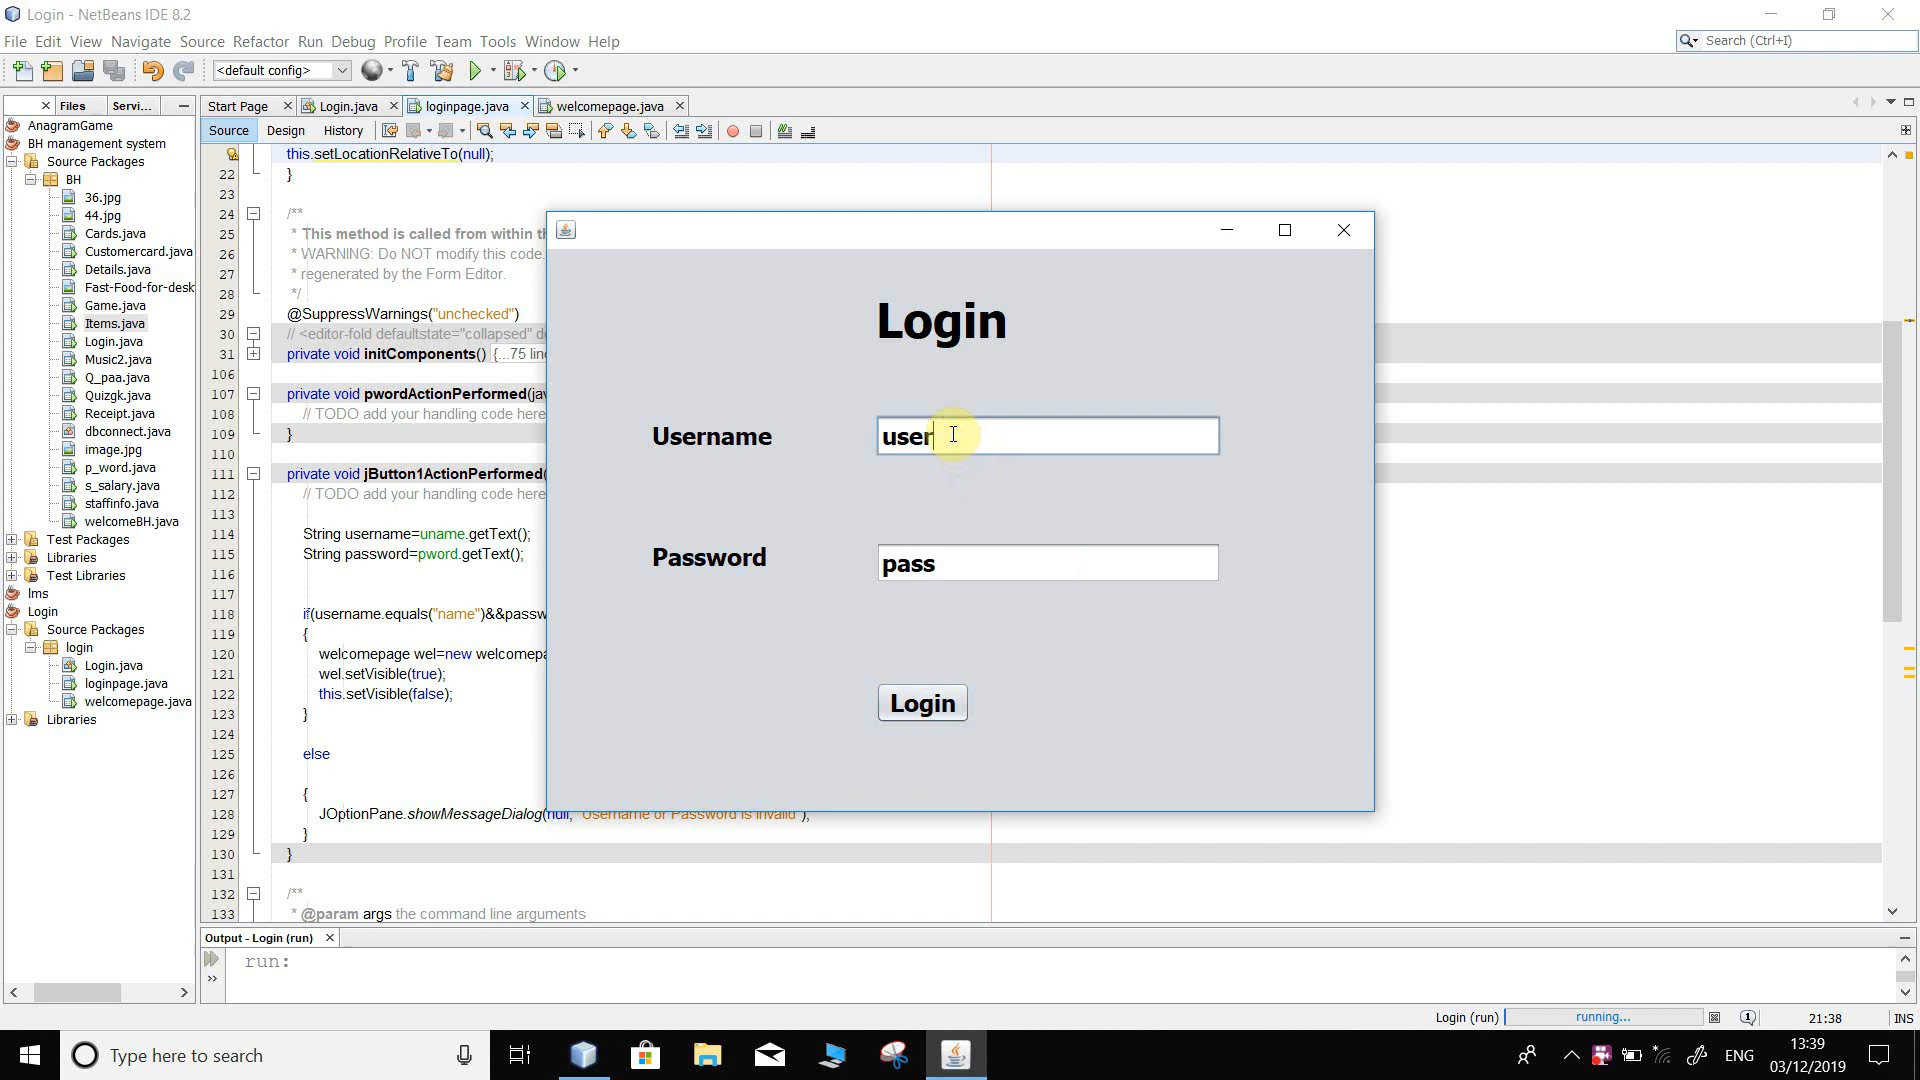 Login - NetBeans IDE 8.2
File Edit View Navigate Source Refactor Run Debug Profile Team Tools Window Help
Search (Ctrl+I)
<default config>
Files
Servi...
Start Page
Login.java
loginpage.java
welcomepage.java
Source
Design
History
AnagramGame
BH management system
Source Packages
BH
36.jpg
44.jpg
Cards.java
Customercard.java
Details.java
Fast-Food-for-desk
Game.java
Items.java
Login.java
Music2.java
Q_paa.java
Quizgk.java
Receipt.java
dbconnect.java
image.jpg
p_word.java
s_salary.java
staffinfo.java
welcomeBH.java
Test Packages
Libraries
Test Libraries
lms
Login
Source Packages
login
Login.java
loginpage.java
welcomepage.java
Libraries
this.setLocationRelativeTo(null);
22 }
23
24 /**
25 * This method is called from within th
26 * WARNING: Do NOT modify this code.
27 * regenerated by the Form Editor.
28 */
29 @SuppressWarnings("unchecked")
30 // <editor-fold defaultstate="collapsed" de
31 private void initComponents() {...75 line
106
107 private void pwordActionPerformed(jav
108 // TODO add your handling code here
109 }
110
111 private void jButton1ActionPerformed(
112 // TODO add your handling code here
113
114 String username=uname.getText();
115 String password=pword.getText();
116
117
118 if(username.equals("name")&&passw
119 {
120 welcomepage wel=new welcomepa
121 wel.setVisible(true);
122 this.setVisible(false);
123 }
124
125 else
126
127 {
128 JOptionPane.showMessageDialog(null, "Username or Password is invalid");
129 }
130 }
131
132 /**
133 * @param args the command line arguments
Login
Username
user
Password
pass
Login
Output - Login (run)
run:
Login (run)
running...
21:38
INS
Type here to search
ENG
13:39
03/12/2019